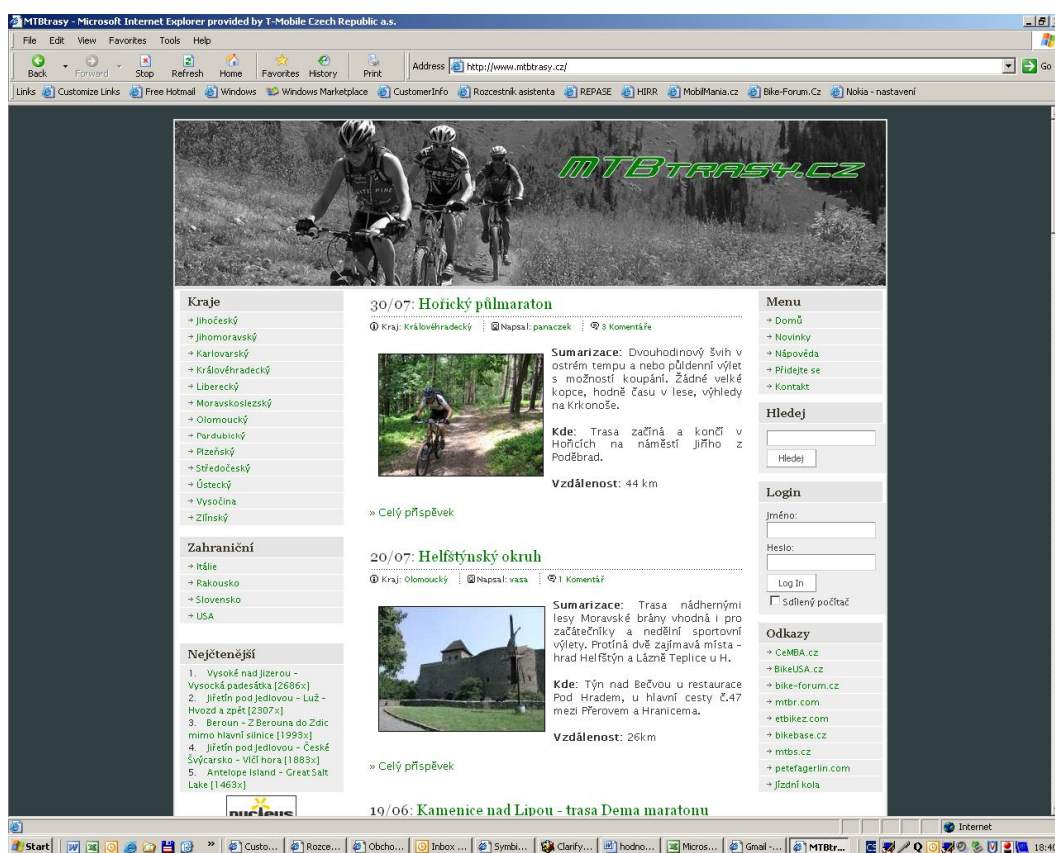 MTBtrasy - Microsoft Internet Explorer provided by T-Mobile Czech Republic a.s.
File Edit View Favorites Tools Help
Back Forward Stop Refresh Home Favorites History Print Address http://www.mtbtrasy.cz/ Go
Links Customize Links Free Hotmail Windows Windows Marketplace CustomerInfo Rozcestník asistenta REPASE HIRR MobilMania.cz Bike-Forum.Cz Nokia - nastavení
MTBTRASY.CZ
Kraje
Jihočeský
Jihomoravský
Karlovarský
Královéhradecký
Liberecký
Moravskoslezský
Olomoucký
Pardubický
Plzeňský
Středočeský
Ústecký
Vysočina
Zlínský
Zahraniční
Itálie
Rakousko
Slovensko
USA
Nejčtenější
1. Vysoké nad Jizerou -
Vysocká padesátka [2686x]
2. Jiřetín pod Jedlovou - Luž -
Hvozd a zpět [2307x]
3. Beroun - Z Berouna do Zdic
mimo hlavní silnice [1993x]
4. Jiřetín pod Jedlovou - České
Švýcarsko - Vlčí hora [1883x]
5. Antelope Island - Great Salt
Lake [1463x]
nucleus
30/07: Hořický půlmaraton
Kraj: Královéhradecký Napsal: panaczek 3 Komentáře
Sumarizace: Dvouhodinový švih v
ostrém tempu a nebo půldenní výlet
s možností koupání. Žádné velké
kopce, hodně času v lese, výhledy
na Krkonoše.
Kde: Trasa začíná a končí v
Hořicích na náměstí Jiřího z
Poděbrad.
Vzdálenost: 44 km
» Celý příspěvek
20/07: Helfštýnský okruh
Kraj: Olomoucký Napsal: vasa 1 Komentář
Sumarizace: Trasa nádhernými
lesy Moravské brány vhodná i pro
začátečníky a nedělní sportovní
výlety. Protíná dvě zajímavá místa -
hrad Helfštýn a Lázně Teplice u H.
Kde: Týn nad Bečvou u restaurace
Pod Hradem, u hlavní cesty č.47
mezi Přerovem a Hranicema.
Vzdálenost: 26km
» Celý příspěvek
19/06: Kamenice nad Lipou - trasa Dema maratonu
Menu
Domů
Novinky
Nápověda
Přidejte se
Kontakt
Hledej
Hledej
Login
Jméno:
Heslo:
Log In
Sdílený počítač
Odkazy
CeMBA.cz
BikeUSA.cz
bike-forum.cz
mtbr.com
etbikez.com
bikebase.cz
mtbs.cz
petefagerlin.com
Jízdní kola
Internet
Start » Custo... Rozce... Obcho... Inbox ... Symbi... Clarify... hodno... Micros... Gmail -... MTBtr... 18:40